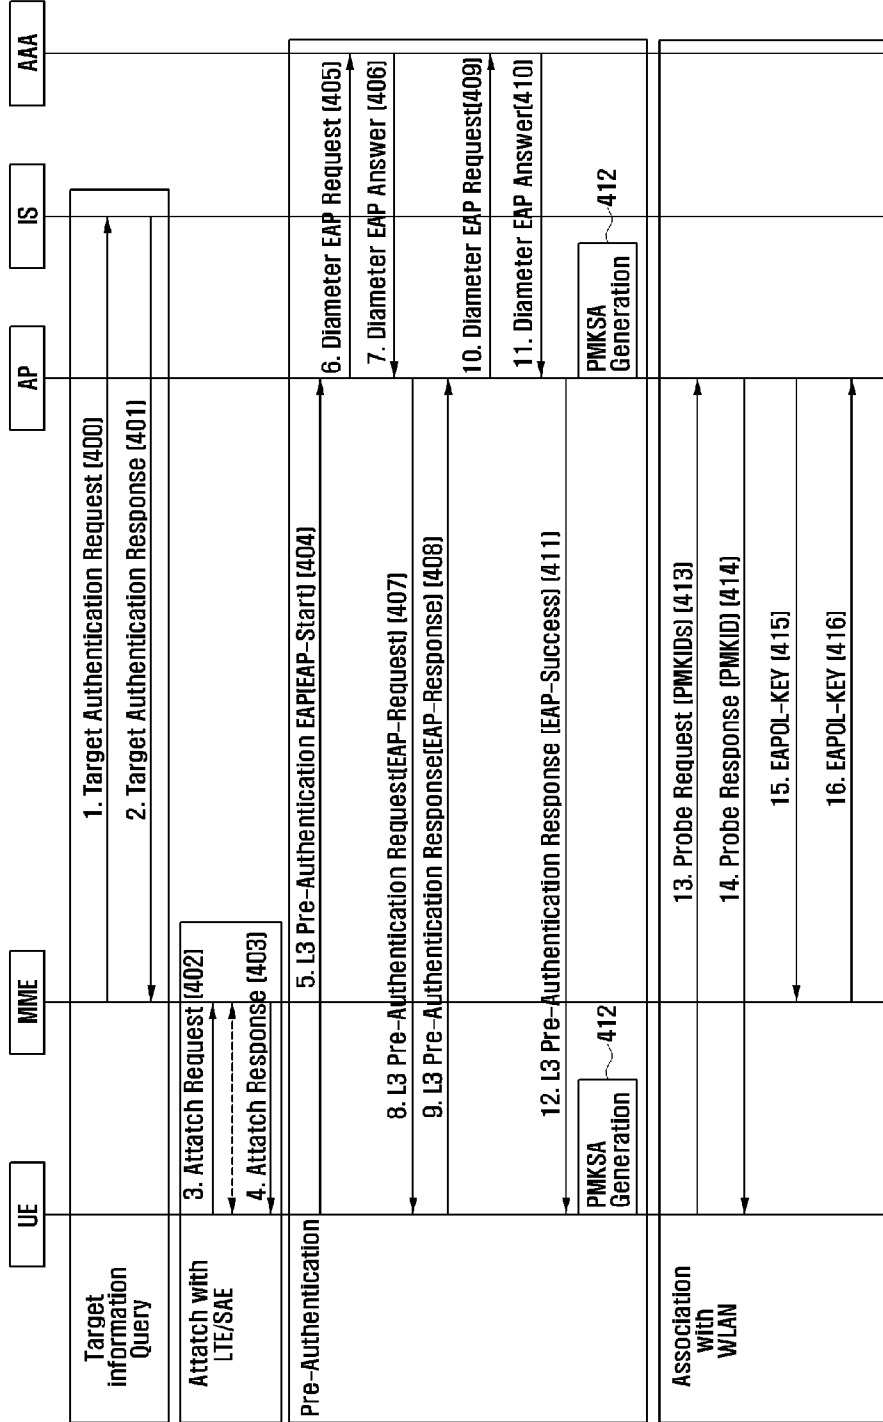 UE
MME
AP
IS
AAA
Target
information
Query
1. Target Authentication Request (400)
2. Target Authentication Response (401)
Attatch with
LTE/SAE
3. Attatch Request (402)
4. Attatch Response (403)
Pre-Authentication
5. L3 Pre-Authentication EAP(EAP-Start) (404)
6. Diameter EAP Request (405)
7. Diameter EAP Answer (406)
8. L3 Pre-Authentication Request(EAP-Request) (407)
9. L3 Pre-Authentication Response(EAP-Response) (408)
10. Diameter EAP Request(409)
11. Diameter EAP Answer(410)
12. L3 Pre-Authentication Response (EAP-Success) (411)
PMKSA
Generation
412
PMKSA
Generation
412
Association
with
WLAN
13. Probe Request (PMKIDs) (413)
14. Probe Response (PMKID) (414)
15. EAPOL-KEY (415)
16. EAPOL-KEY (416)